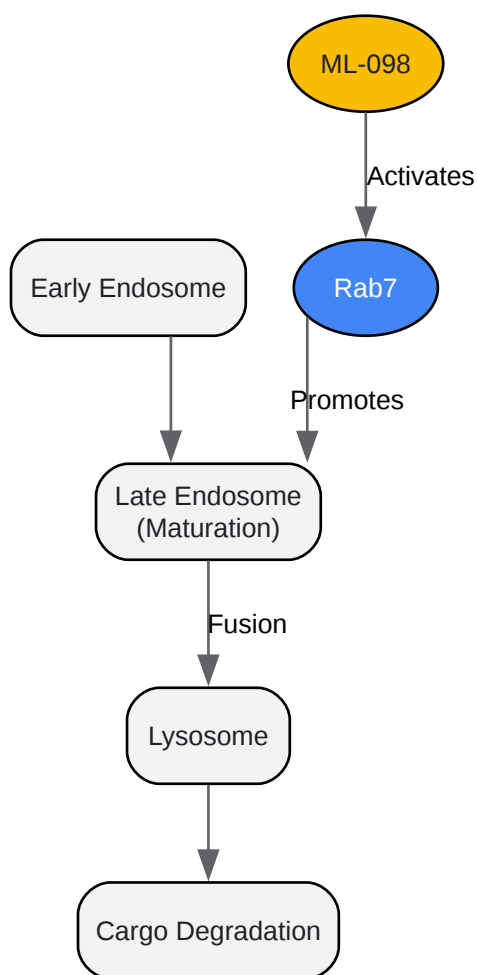 ML-098
Activates
Early Endosome
Rab7
Promotes
Late Endosome
(Maturation)
Fusion
Lysosome
Cargo Degradation